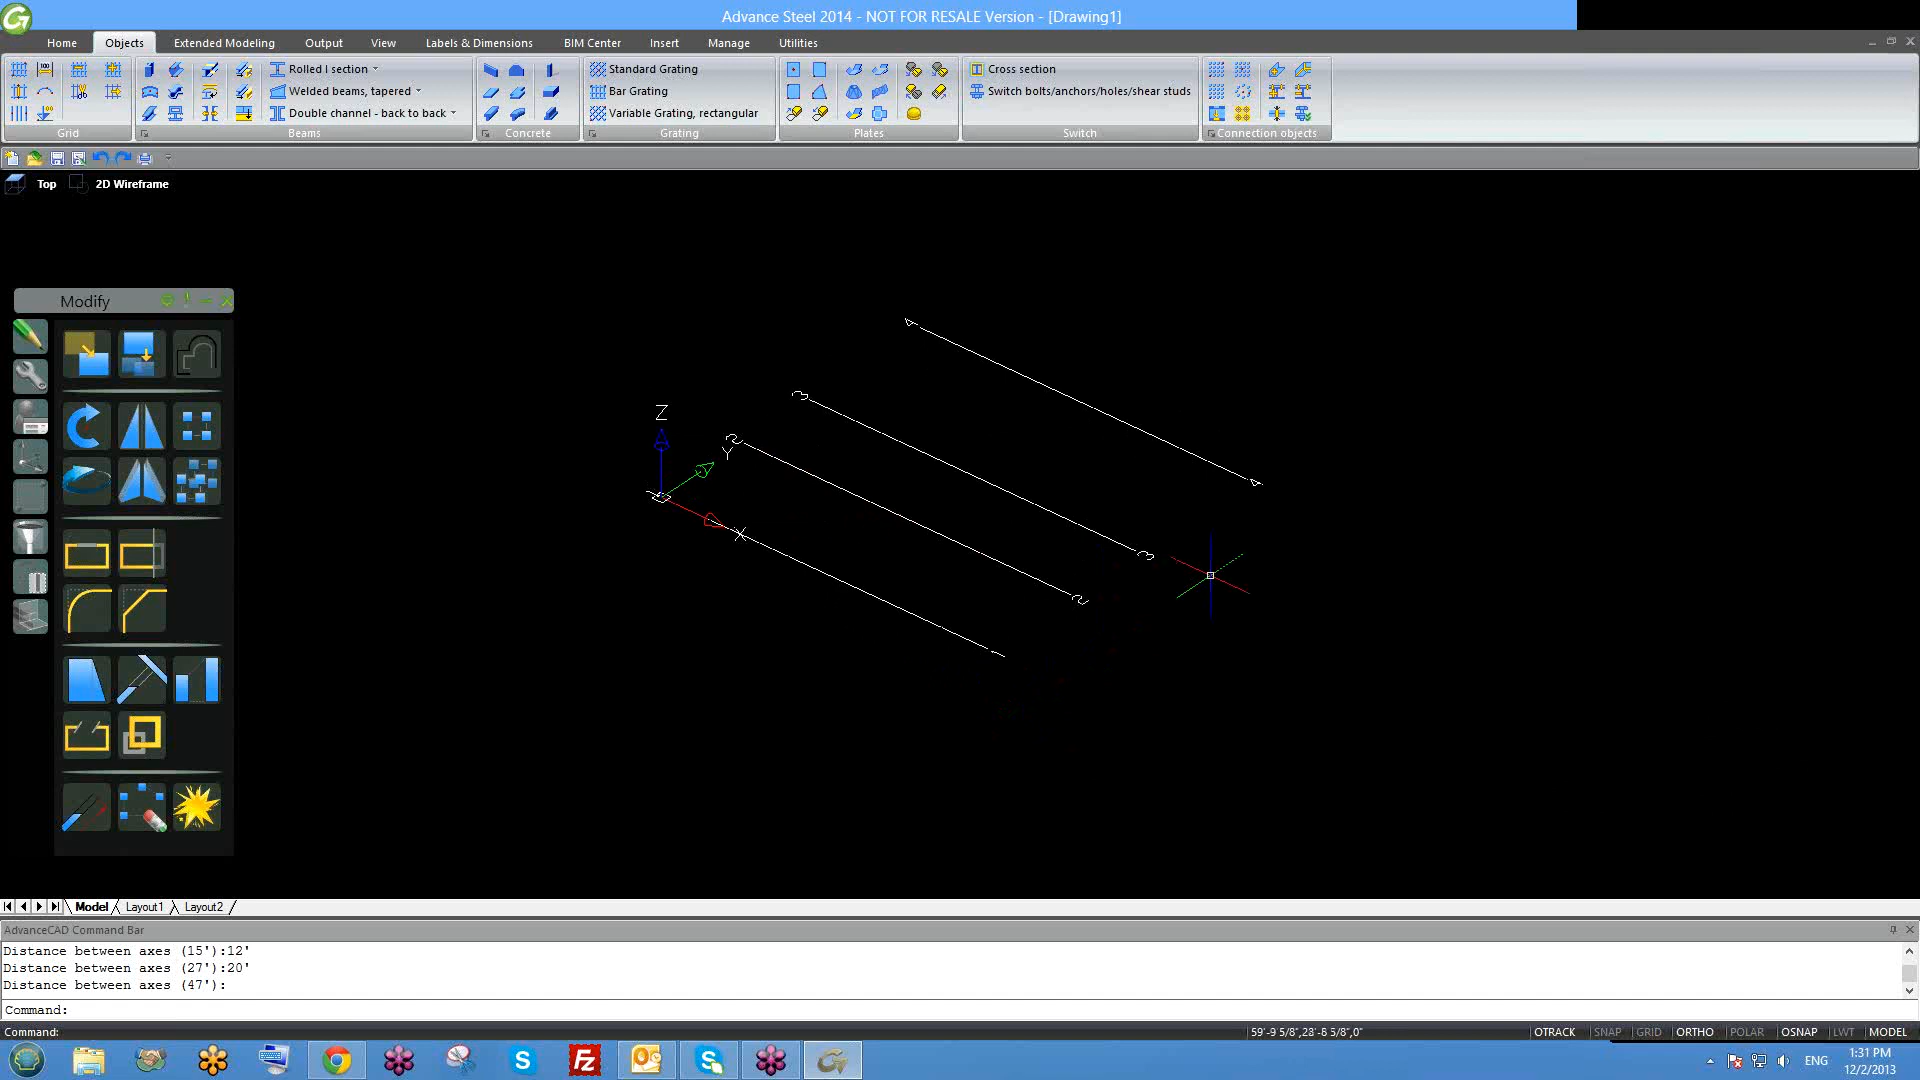 Advance Steel 2014 - NOT FOR RESALE Version - [Drawing1]
Home Objects Extended Modeling Output View Labels & Dimensions BIM Center Insert Manage Utilities
Rolled I section Standard Grating Cross section
Welded beams, tapered Bar Grating Switch bolts/anchors/holes/shear studs
Double channel - back to back Variable Grating, rectangular
Grid Beams Concrete Grating Plates Switch Connection objects
Top 2D Wireframe
Modify
Z
Y
X
3
2
3
2
Model Layout1 Layout2
AdvanceCAD Command Bar
Distance between axes (15'):12'
Distance between axes (27'):20'
Distance between axes (47'):
Command:
Command: 59'-9 5/8",28'-8 5/8",0" OTRACK SNAP GRID ORTHO POLAR OSNAP LWT MODEL
ENG 1:31 PM
12/2/2013